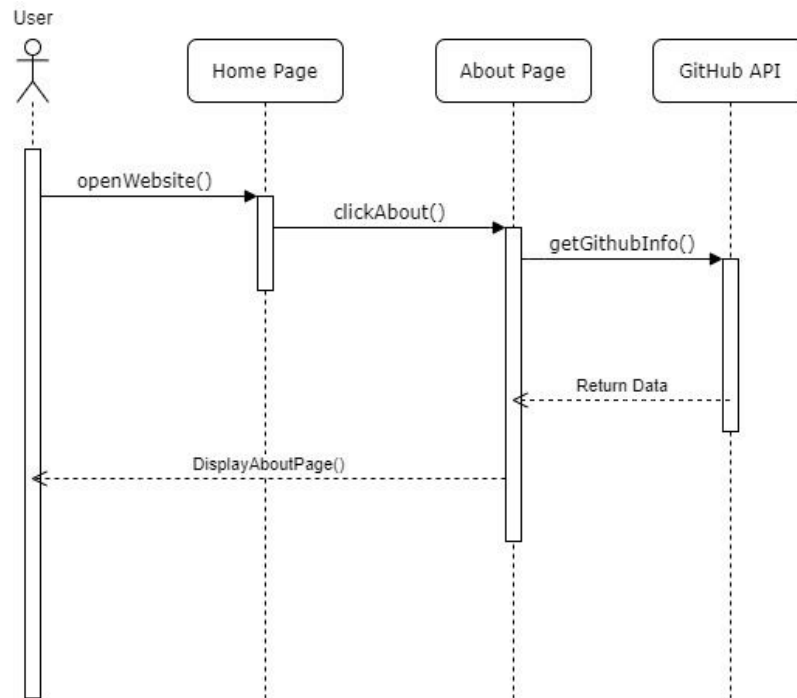 User
Home Page
About Page
GitHub API
openWebsite()
clickAbout()
getGithubInfo()
Return Data
DisplayAboutPage()